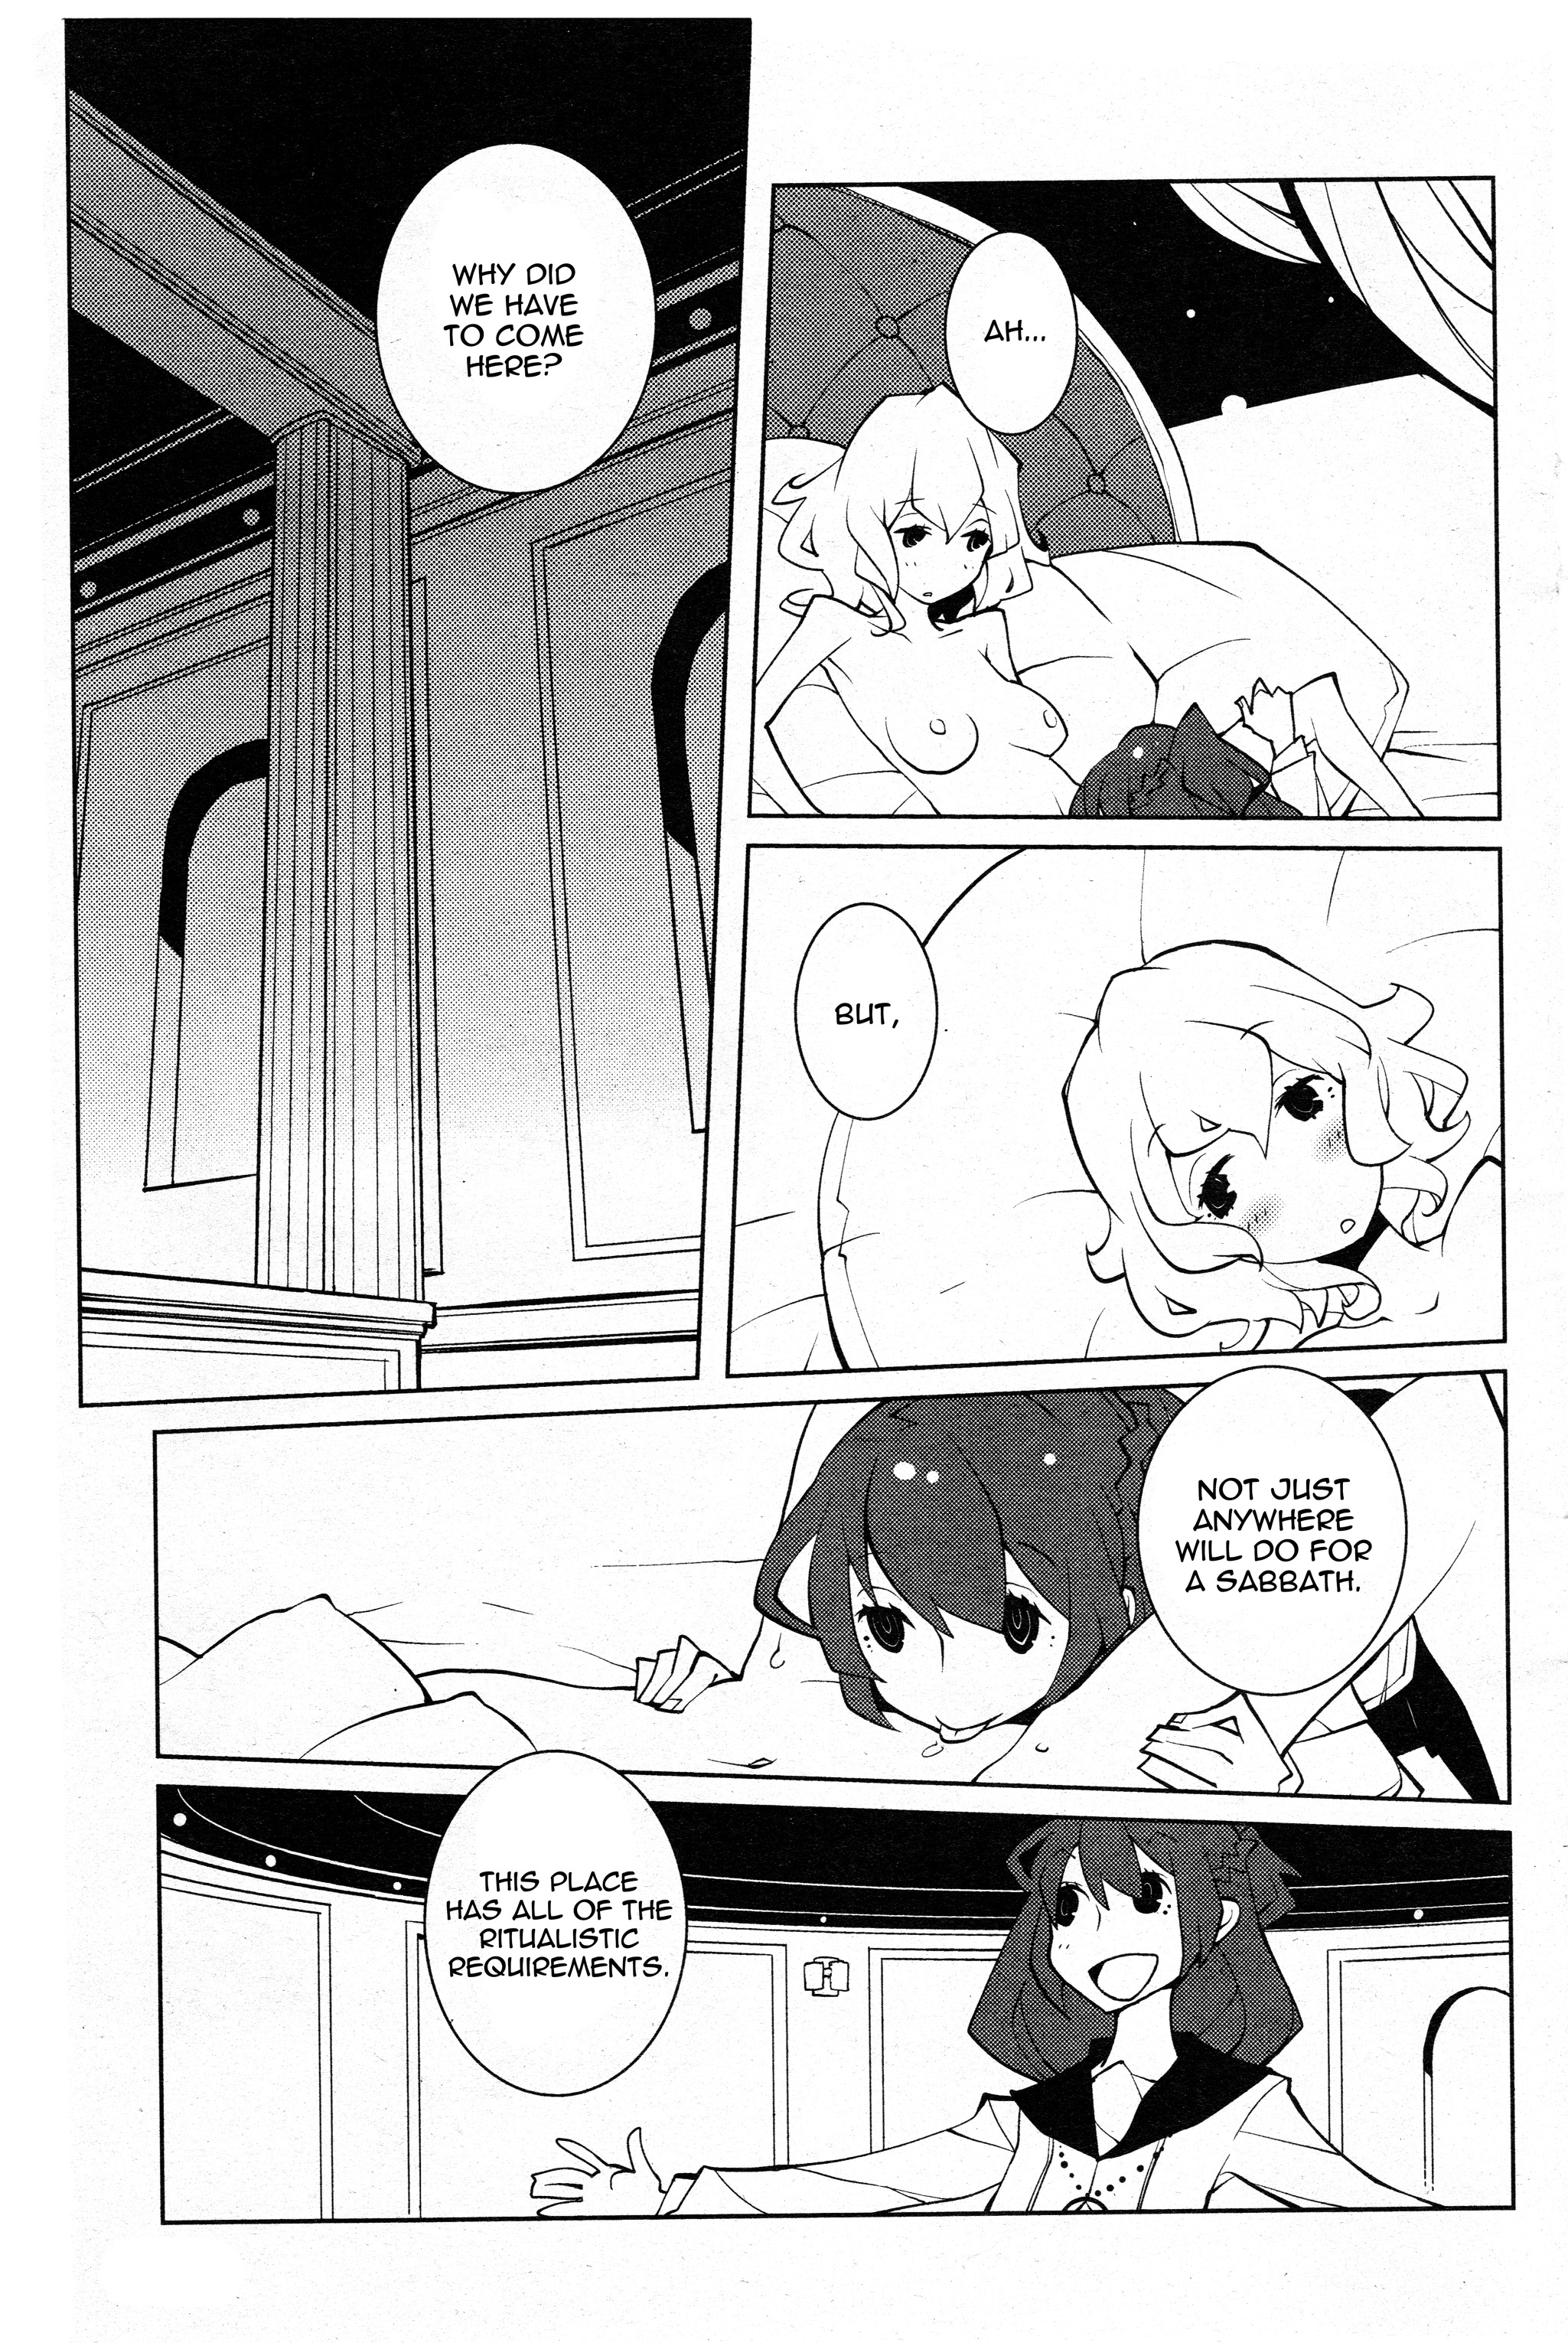 AH...
BUT,
WHY DID
WE HAVE
TO COME
HERE?
NOT JUST
ANYWHERE
WILL DO FOR
A SABBATH.
THIS PLACE
HAS ALL OF THE
RITUALISTIC
REQUIREMENTS.